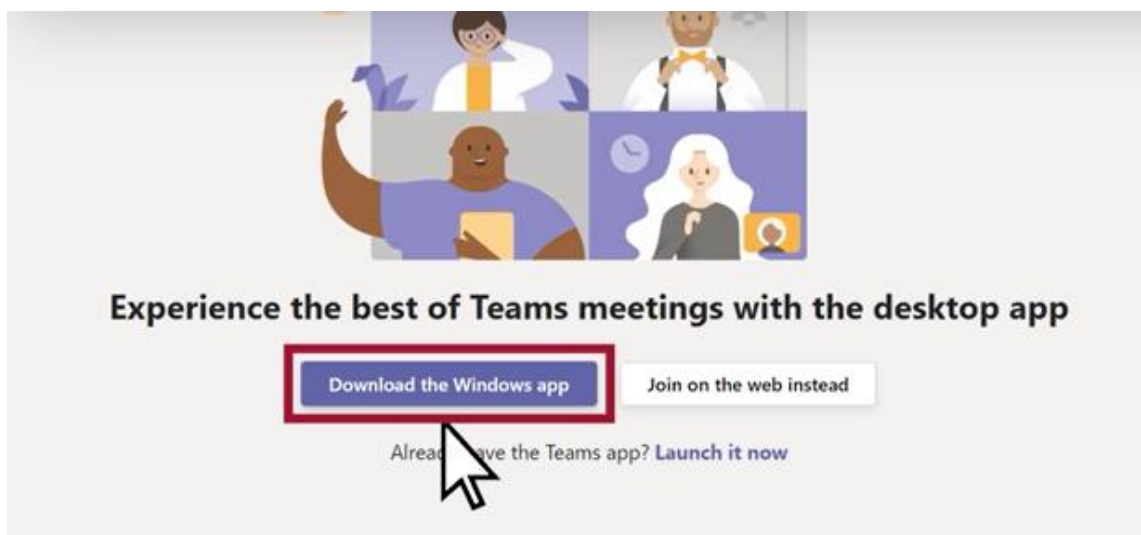 Experience the best of Teams meetings with the desktop app
Download the Windows app
Join on the web instead
the Teams app? Launch it now